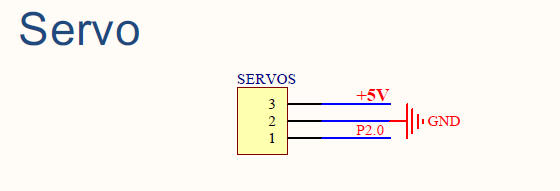 Servo
SERVOS
3 +5V
2 GND
1 P2.0